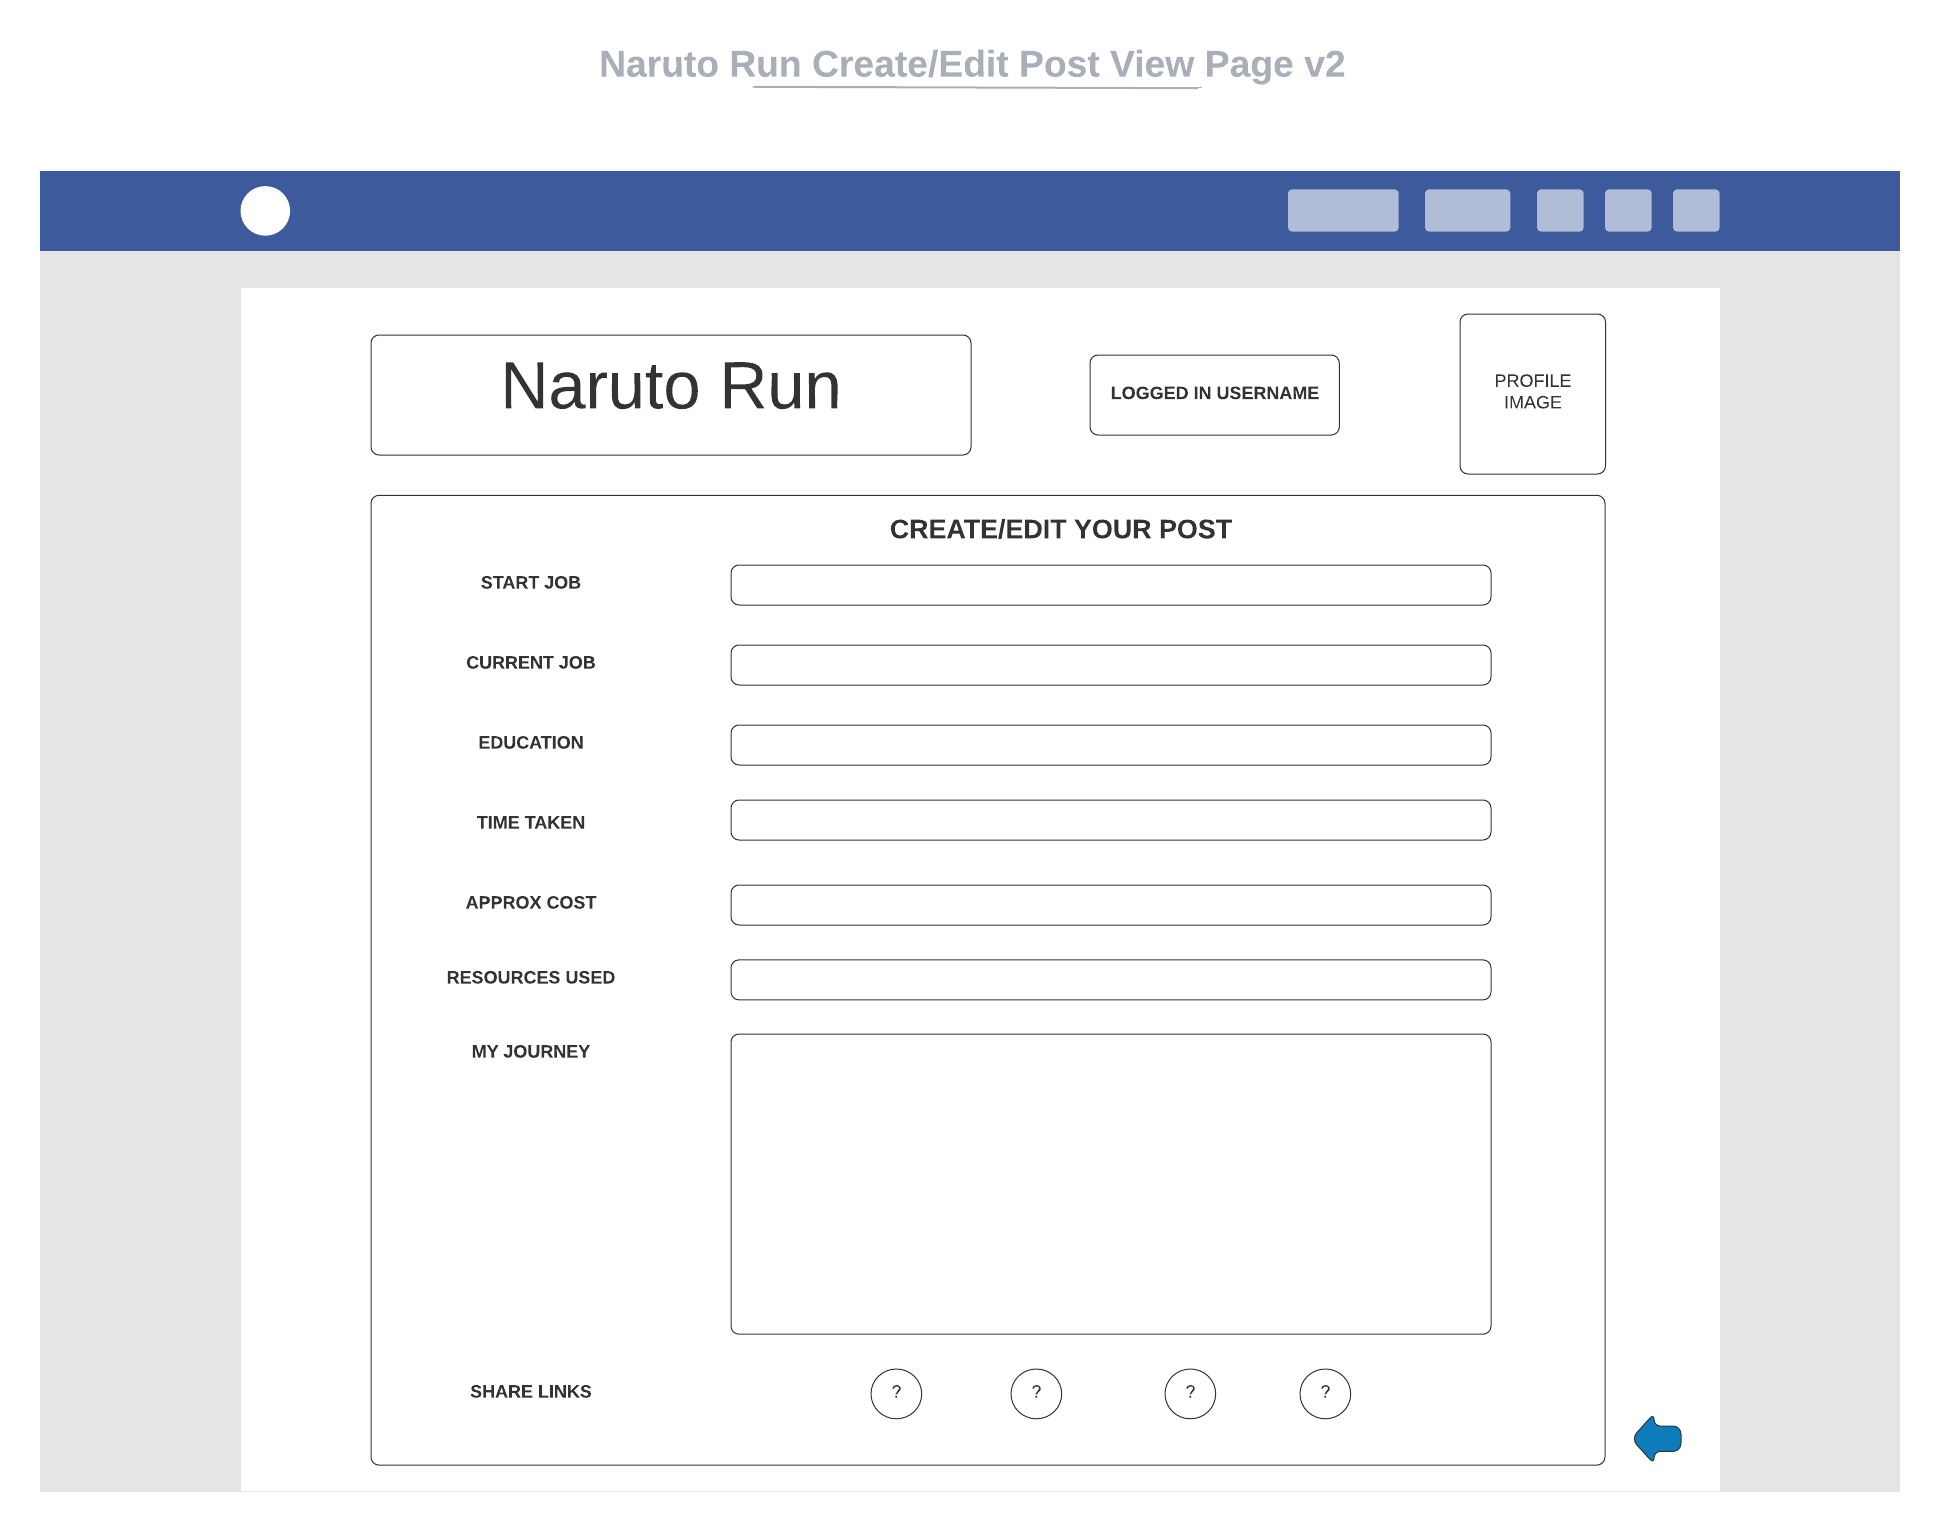 Naruto Run Create/Edit Post View Page v2
Naruto Run
LOGGED IN USERNAME
PROFILE
IMAGE
CREATE/EDIT YOUR POST
START JOB
CURRENT JOB
EDUCATION
TIME TAKEN
APPROX COST
RESOURCES USED
MY JOURNEY
SHARE LINKS
? ? ? ?